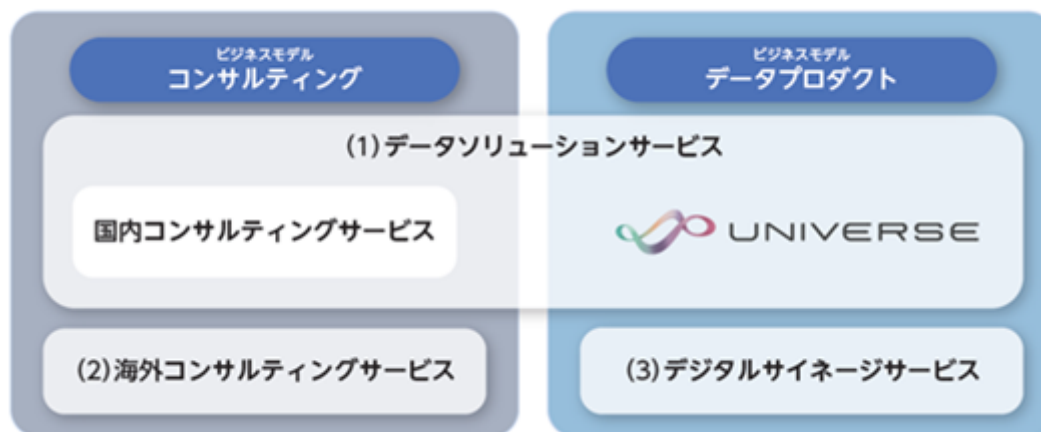 ビジネスモデル
コンサルティング
ビジネスモデル
データプロダクト
(1)データソリューションサービス
国内コンサルティングサービス
UNIVERSE
(2)海外コンサルティングサービス
(3)デジタルサイネージサービス